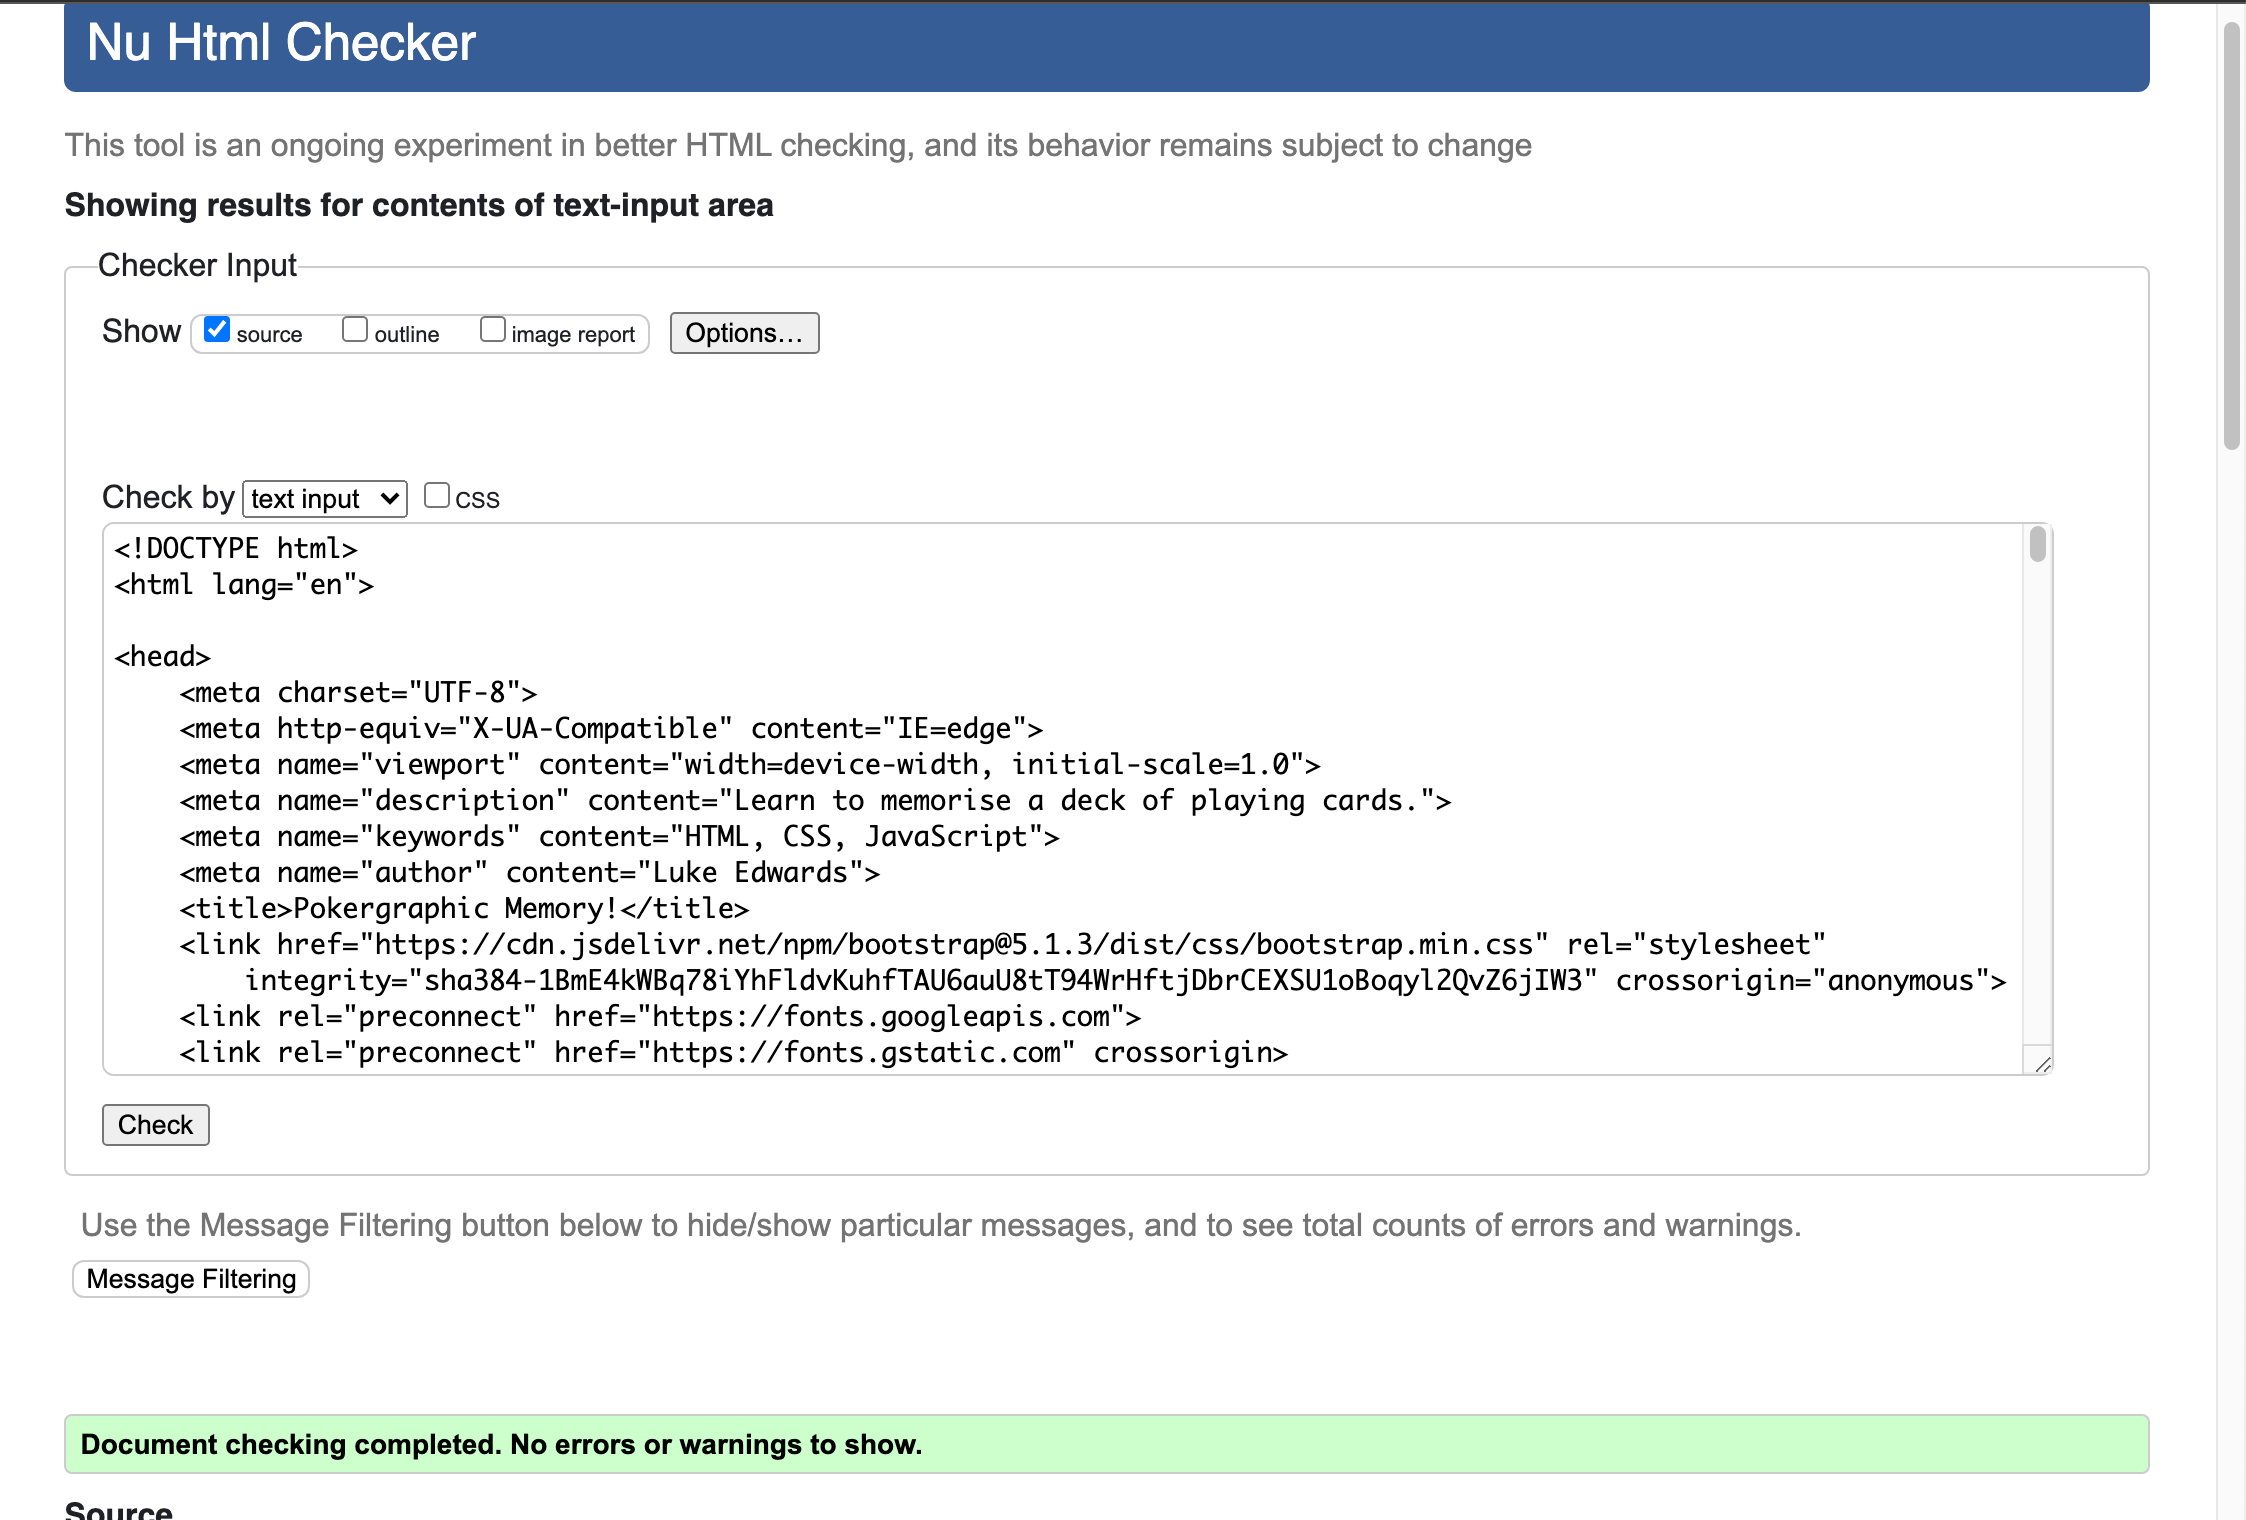 Nu Html Checker
This tool is an ongoing experiment in better HTML checking, and its behavior remains subject to change
Showing results for contents of text-input area
Checker Input
Show source outline image report Options...
Check by text input css
<!DOCTYPE html>
<html lang="en">
<head>
    <meta charset="UTF-8">
    <meta http-equiv="X-UA-Compatible" content="IE=edge">
    <meta name="viewport" content="width=device-width, initial-scale=1.0">
    <meta name="description" content="Learn to memorise a deck of playing cards.">
    <meta name="keywords" content="HTML, CSS, JavaScript">
    <meta name="author" content="Luke Edwards">
    <title>Pokergraphic Memory!</title>
    <link href="https://cdn.jsdelivr.net/npm/bootstrap@5.1.3/dist/css/bootstrap.min.css" rel="stylesheet"
        integrity="sha384-1BmE4kWBq78iYhFldvKuhfTAU6auU8tT94WrHftjDbrCEXSU1oBoqyl2QvZ6jIW3" crossorigin="anonymous">
    <link rel="preconnect" href="https://fonts.googleapis.com">
    <link rel="preconnect" href="https://fonts.gstatic.com" crossorigin>
Check
Use the Message Filtering button below to hide/show particular messages, and to see total counts of errors and warnings.
Message Filtering
Document checking completed. No errors or warnings to show.
Source